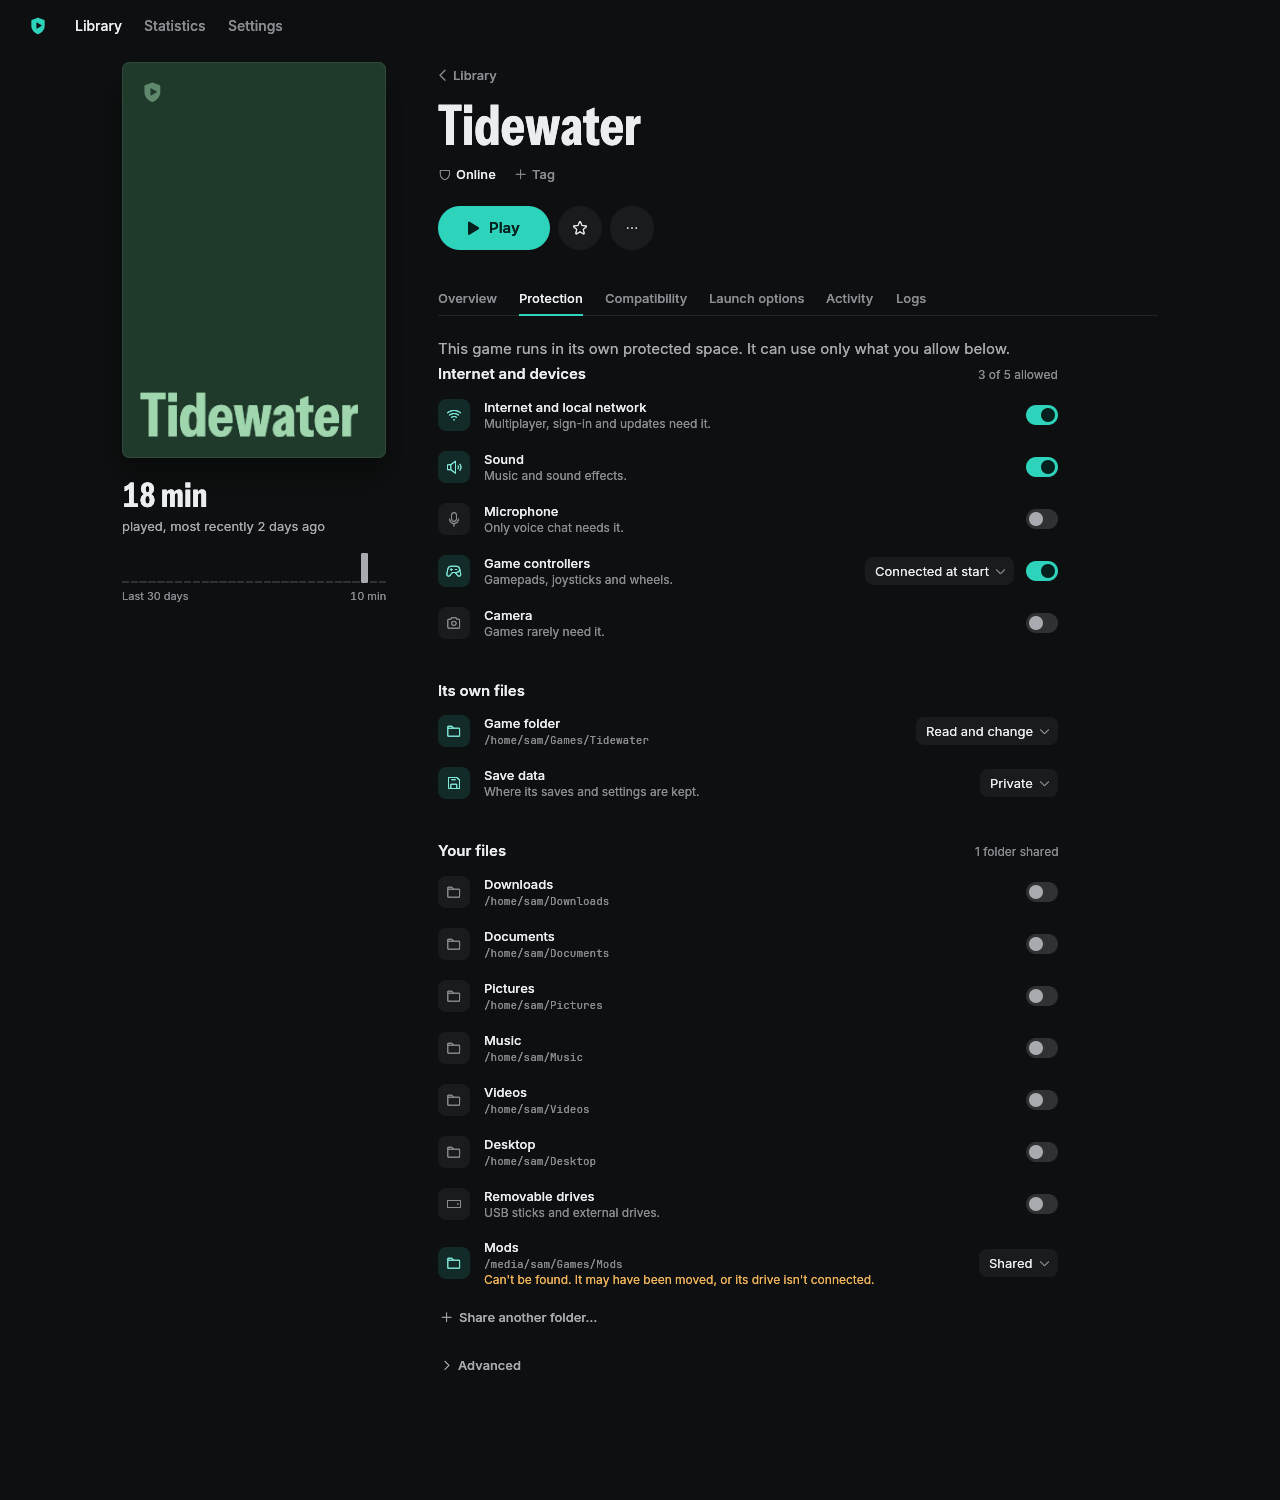 Library
Statistics
Settings
Tidewater
18 min
played, most recently 2 days ago
Last 30 days
10 min
Library
Tidewater
Online
Tag
Play
Overview
Protection
Compatibility
Launch options
Activity
Logs
This game runs in its own protected space. It can use only what you allow below.
Internet and devices
3 of 5 allowed
Internet and local network
Multiplayer, sign-in and updates need it.
Sound
Music and sound effects.
Microphone
Only voice chat needs it.
Game controllers
Gamepads, joysticks and wheels.
Connected at start
Camera
Games rarely need it.
Its own files
Game folder
/home/sam/Games/Tidewater
Read and change
Save data
Where its saves and settings are kept.
Private
Your files
1 folder shared
Downloads
/home/sam/Downloads
Documents
/home/sam/Documents
Pictures
/home/sam/Pictures
Music
/home/sam/Music
Videos
/home/sam/Videos
Desktop
/home/sam/Desktop
Removable drives
USB sticks and external drives.
Mods
/media/sam/Games/Mods
Can't be found. It may have been moved, or its drive isn't connected.
Shared
Share another folder...
Advanced